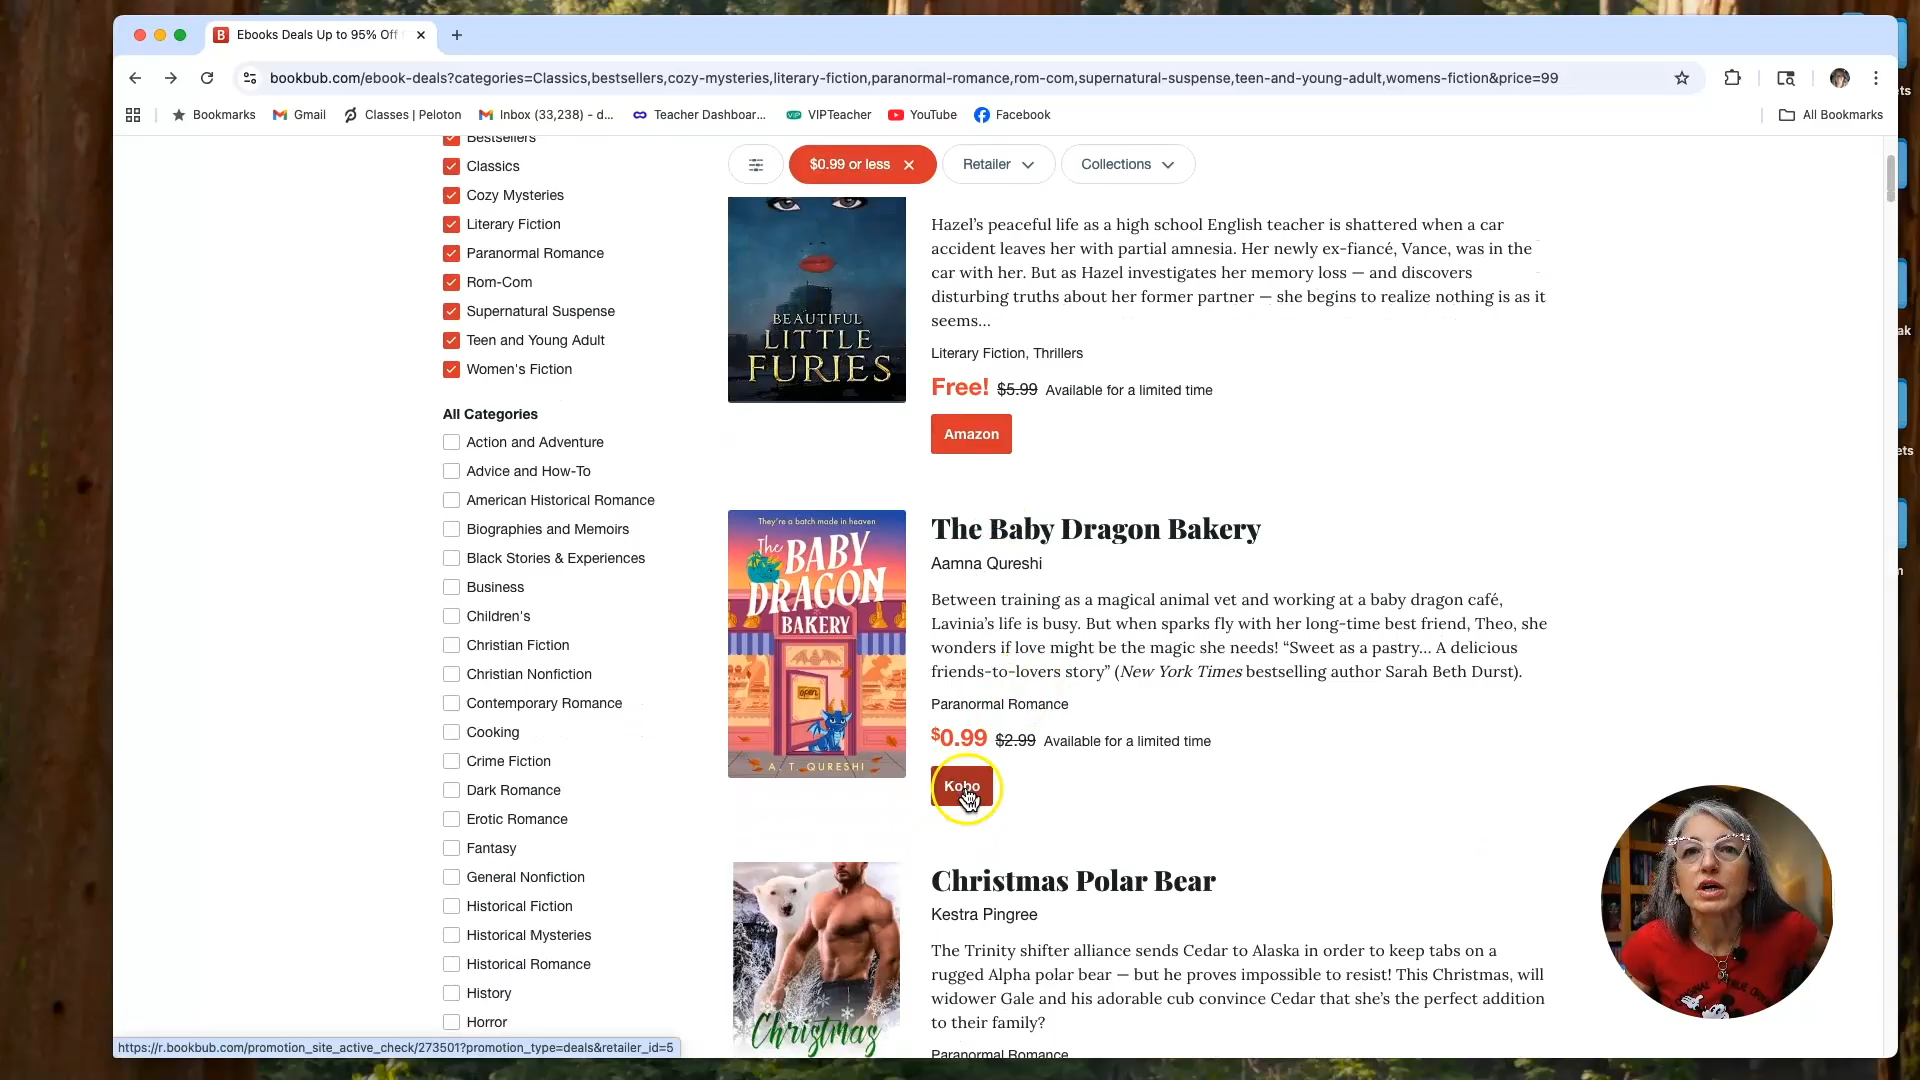 Ebooks Deals Up to 95% Off
bookbub.com/ebook-deals?categories=Classics,bestsellers,cozy-mysteries,literary-fiction,paranormal-romance,rom-com,supernatural-suspense,teen-and-young-adult,womens-fiction&price=99
Bookmarks
Gmail
Classes | Peloton
Inbox (33,238) - d...
Teacher Dashboar...
VIPTeacher
YouTube
Facebook
All Bookmarks
Bestsellers
Classics
Cozy Mysteries
Literary Fiction
Paranormal Romance
Rom-Com
Supernatural Suspense
Teen and Young Adult
Women's Fiction
All Categories
Action and Adventure
Advice and How-To
American Historical Romance
Biographies and Memoirs
Black Stories & Experiences
Business
Children's
Christian Fiction
Christian Nonfiction
Contemporary Romance
Cooking
Crime Fiction
Dark Romance
Erotic Romance
Fantasy
General Nonfiction
Historical Fiction
Historical Mysteries
Historical Romance
History
Horror
$0.99 or less
Retailer
Collections
BEAUTIFUL
LITTLE
FURIES
Hazel’s peaceful life as a high school English teacher is shattered when a car
accident leaves her with partial amnesia. Her newly ex-fiancé, Vance, was in the
car with her. But as Hazel investigates her memory loss — and discovers
disturbing truths about her former partner — she begins to realize nothing is as it
seems…
Literary Fiction, Thrillers
Free! $5.99 Available for a limited time
Amazon
They're a batch made in heaven
The
BABY
DRAGON
BAKERY
open
A. T. QURESHI
The Baby Dragon Bakery
Aamna Qureshi
Between training as a magical animal vet and working at a baby dragon café,
Lavinia’s life is busy. But when sparks fly with her long-time best friend, Theo, she
wonders if love might be the magic she needs! “Sweet as a pastry… A delicious
friends-to-lovers story” (New York Times bestselling author Sarah Beth Durst).
Paranormal Romance
$0.99 $2.99 Available for a limited time
Kobo
Christmas
Christmas Polar Bear
Kestra Pingree
The Trinity shifter alliance sends Cedar to Alaska in order to keep tabs on a
rugged Alpha polar bear — but he proves impossible to resist! This Christmas, will
widower Gale and his adorable cub convince Cedar that she’s the perfect addition
to their family?
Paranormal Romance
https://r.bookbub.com/promotion_site_active_check/273501?promotion_type=deals&retailer_id=5